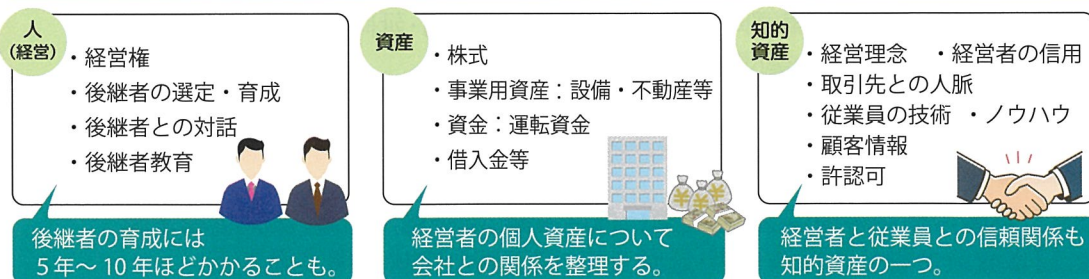 人
(経営)
・経営権
・後継者の選定・育成
・後継者との対話
・後継者教育
後継者の育成には
5年~10年ほどかかることも。
資産
・株式
・事業用資産：設備・不動産等
・資金：運転資金
・借入金等
経営者の個人資産について
会社との関係を整理する。
知的
資産
・経営理念 ・経営者の信用
・取引先との人脈
・従業員の技術 ・ノウハウ
・顧客情報
・許認可
経営者と従業員との信頼関係も
知的資産の一つ。